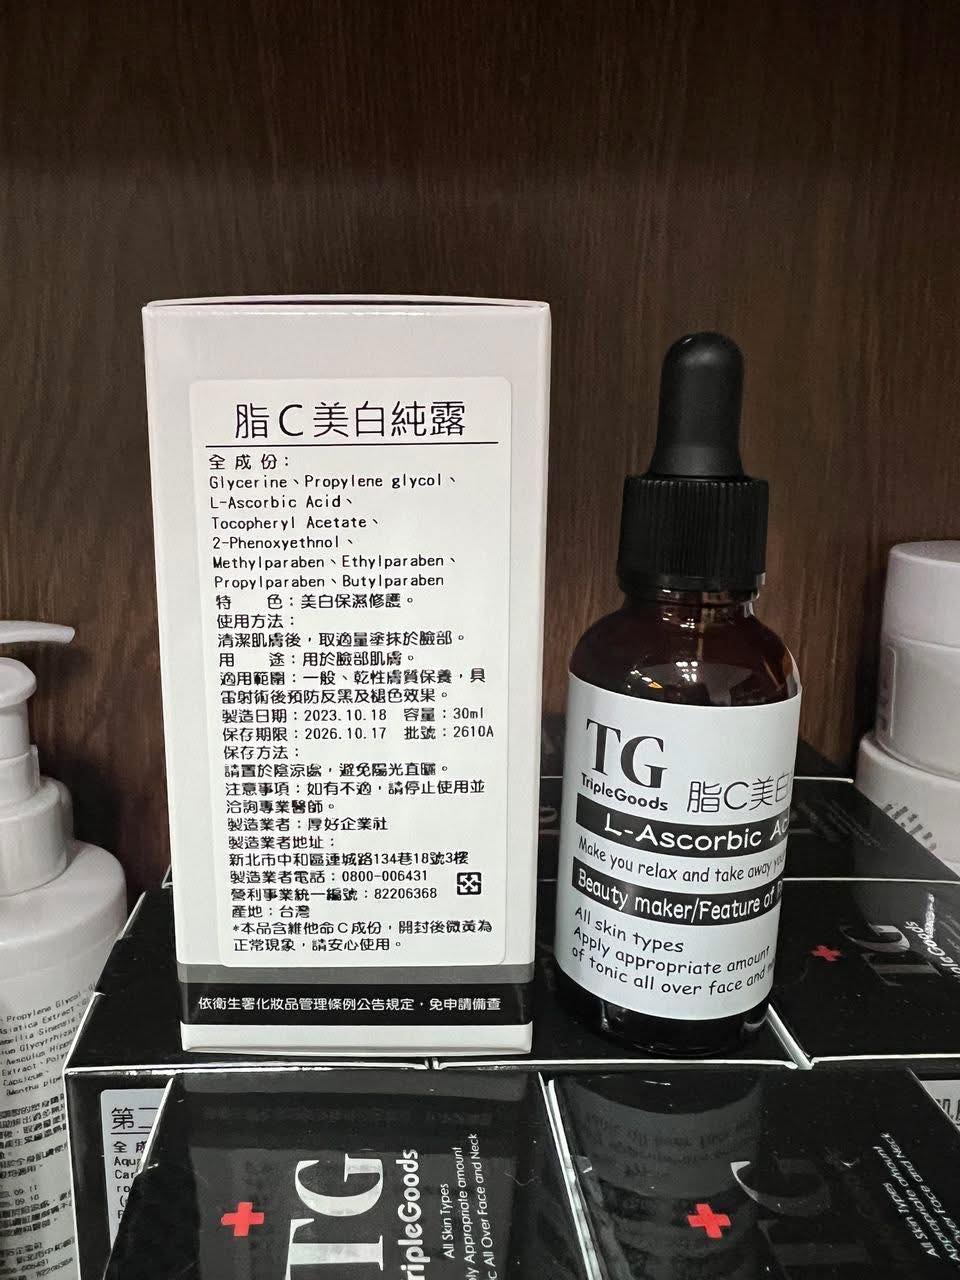 脂C美白純露
全成份：
Glycerine、Propylene glycol、
L-Ascorbic Acid、
Tocopheryl Acetate、
2-Phenoxyethnol、
Methylparaben、Ethylparaben、
Propylparaben、Butylparaben
特　色：美白保濕修護。
使用方法：
清潔肌膚後，取適量塗抹於臉部。
用　途：用於臉部肌膚。
適用範圍：一般、乾性膚質保養，具
雷射術後預防反黑及褪色效果。
製造日期：2023.10.18　容量：30ml
保存期限：2026.10.17　批號：2610A
保存方法：
請置於陰涼處，避免陽光直曬。
注意事項：如有不適，請停止使用並
洽詢專業醫師。
製造業者：厚好企業社
製造業者地址：
新北市中和區連城路134巷18號3樓
製造業者電話：0800-006431
營利事業統一編號：82206368
產地：台灣
*本品含維他命C成份，開封後微黃為
正常現象，請安心使用。
依衛生署化妝品管理條例公告規定，免申請備查
TG
TripleGoods 脂C美白
L-Ascorbic
Make you relax and take away
Beauty maker/Feature of
All skin types
Apply appropriate amount
of tonic all over face and
TG
TripleGoods
Propylene Glycol
Extract
第二
全
TG
TripleGoods
All Skin Types
Appropriate amount
All Over Face and Neck
All Skin Types